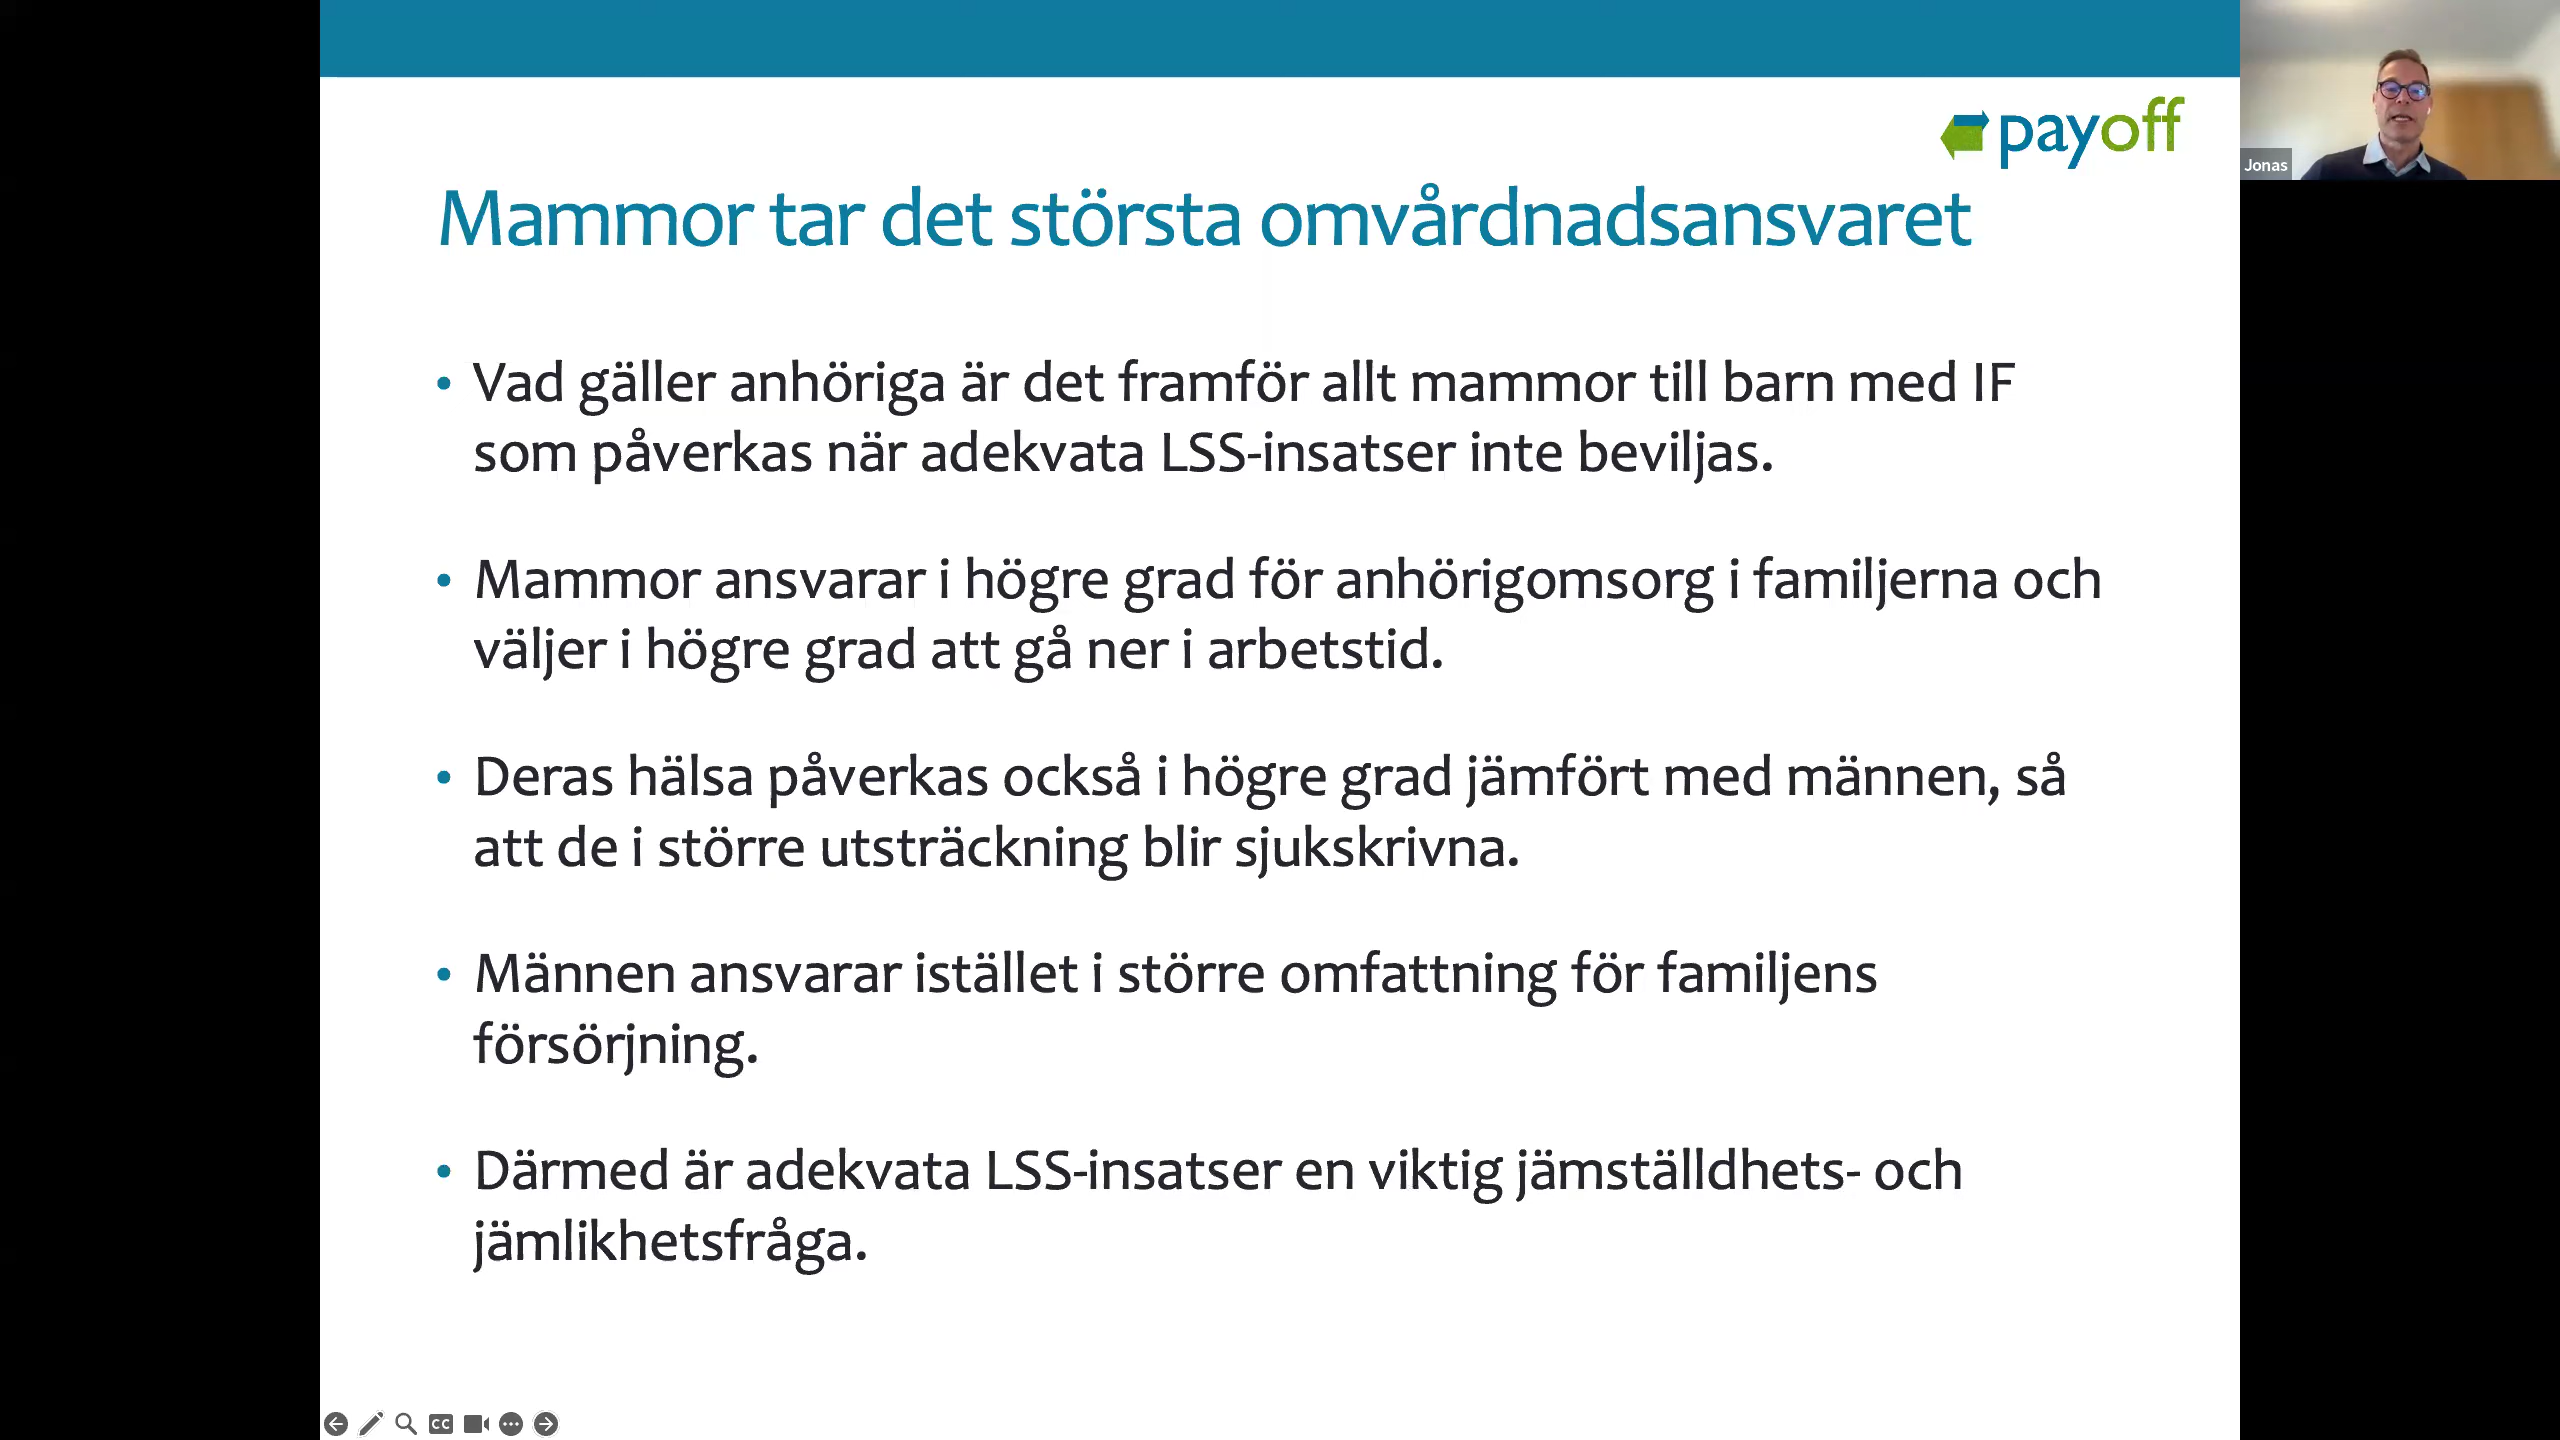 payoff
Jonas
Mammor tar det största omvårdnadsansvaret
• Vad gäller anhöriga är det framför allt mammor till barn med IF
som påverkas när adekvata LSS-insatser inte beviljas.
• Mammor ansvarar i högre grad för anhörigomsorg i familjerna och
väljer i högre grad att gå ner i arbetstid.
• Deras hälsa påverkas också i högre grad jämfört med männen, så
att de i större utsträckning blir sjukskrivna.
• Männen ansvarar istället i större omfattning för familjens
försörjning.
• Därmed är adekvata LSS-insatser en viktig jämställdhets- och
jämlikhetsfråga.
CC